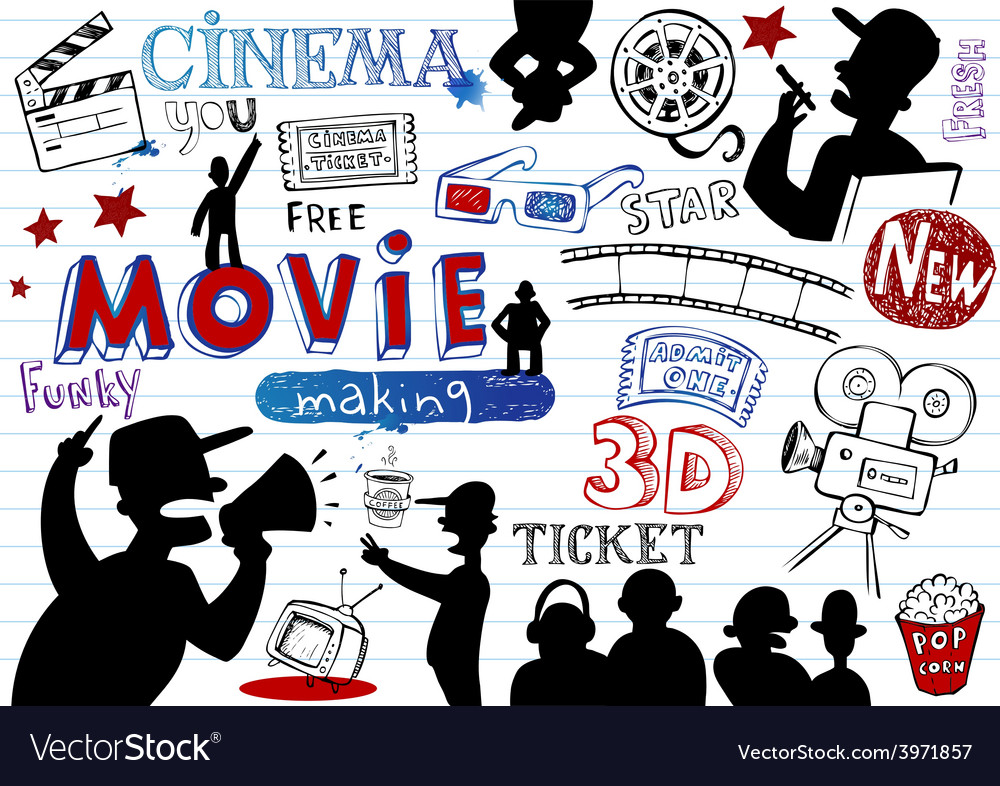 CiNEMA
YOU
CiNEMA
·TiCKET·
FREE
STAR
FRESH
MOViE
NEW
FUNKY
making
ADMiT
ONE
3D
COFFEE
TICKET
POP
CORN
VectorStock®
VectorStock.com/3971857